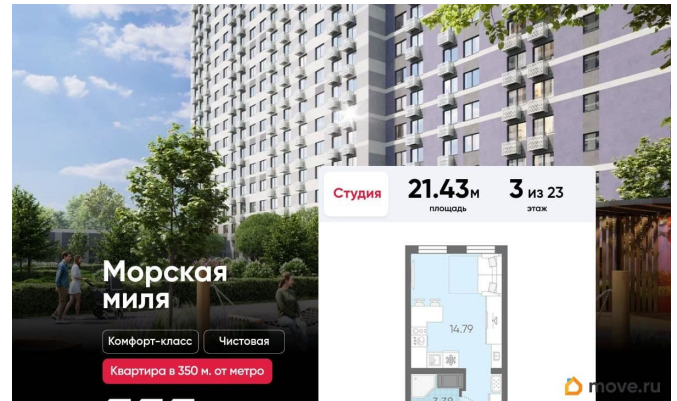 Студия
21.43м
площадь
3 из 23
этаж
Морская
миля
14.79
Комфорт-класс
Чистовая
Квартира в 350 м. от метро
move.ru